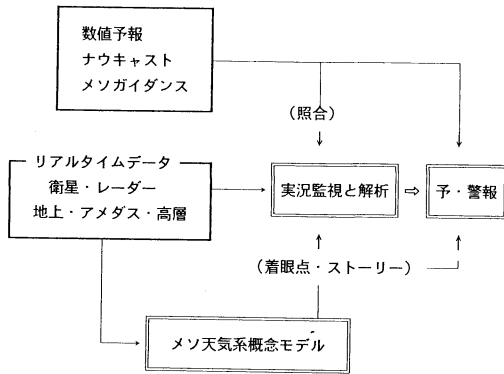 数値予報
ナウキャスト
メソガイダンス
(照合)
リアルタイムデータ
衛星・レーダー
地上・アメダス・高層
実況監視と解析
予・警報
(着眼点・ストーリー)
メソ天気系概念モデル